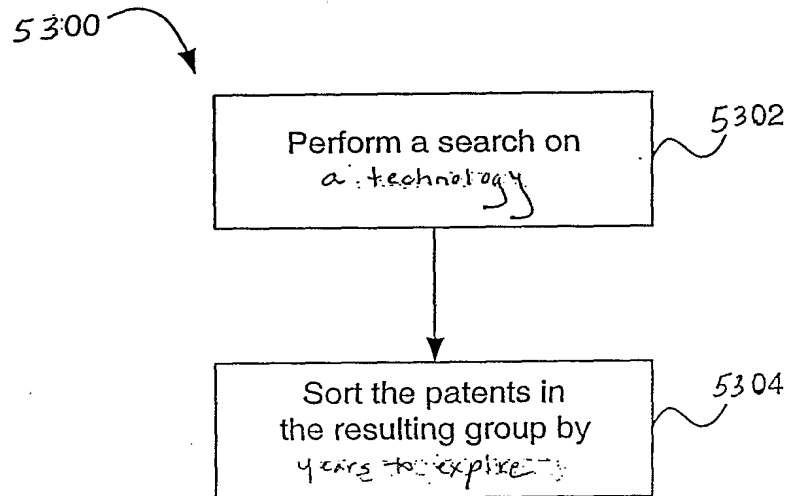 5300
Perform a search on
5302
a technology
Sort the patents in
5304
the resulting group by
years to expire